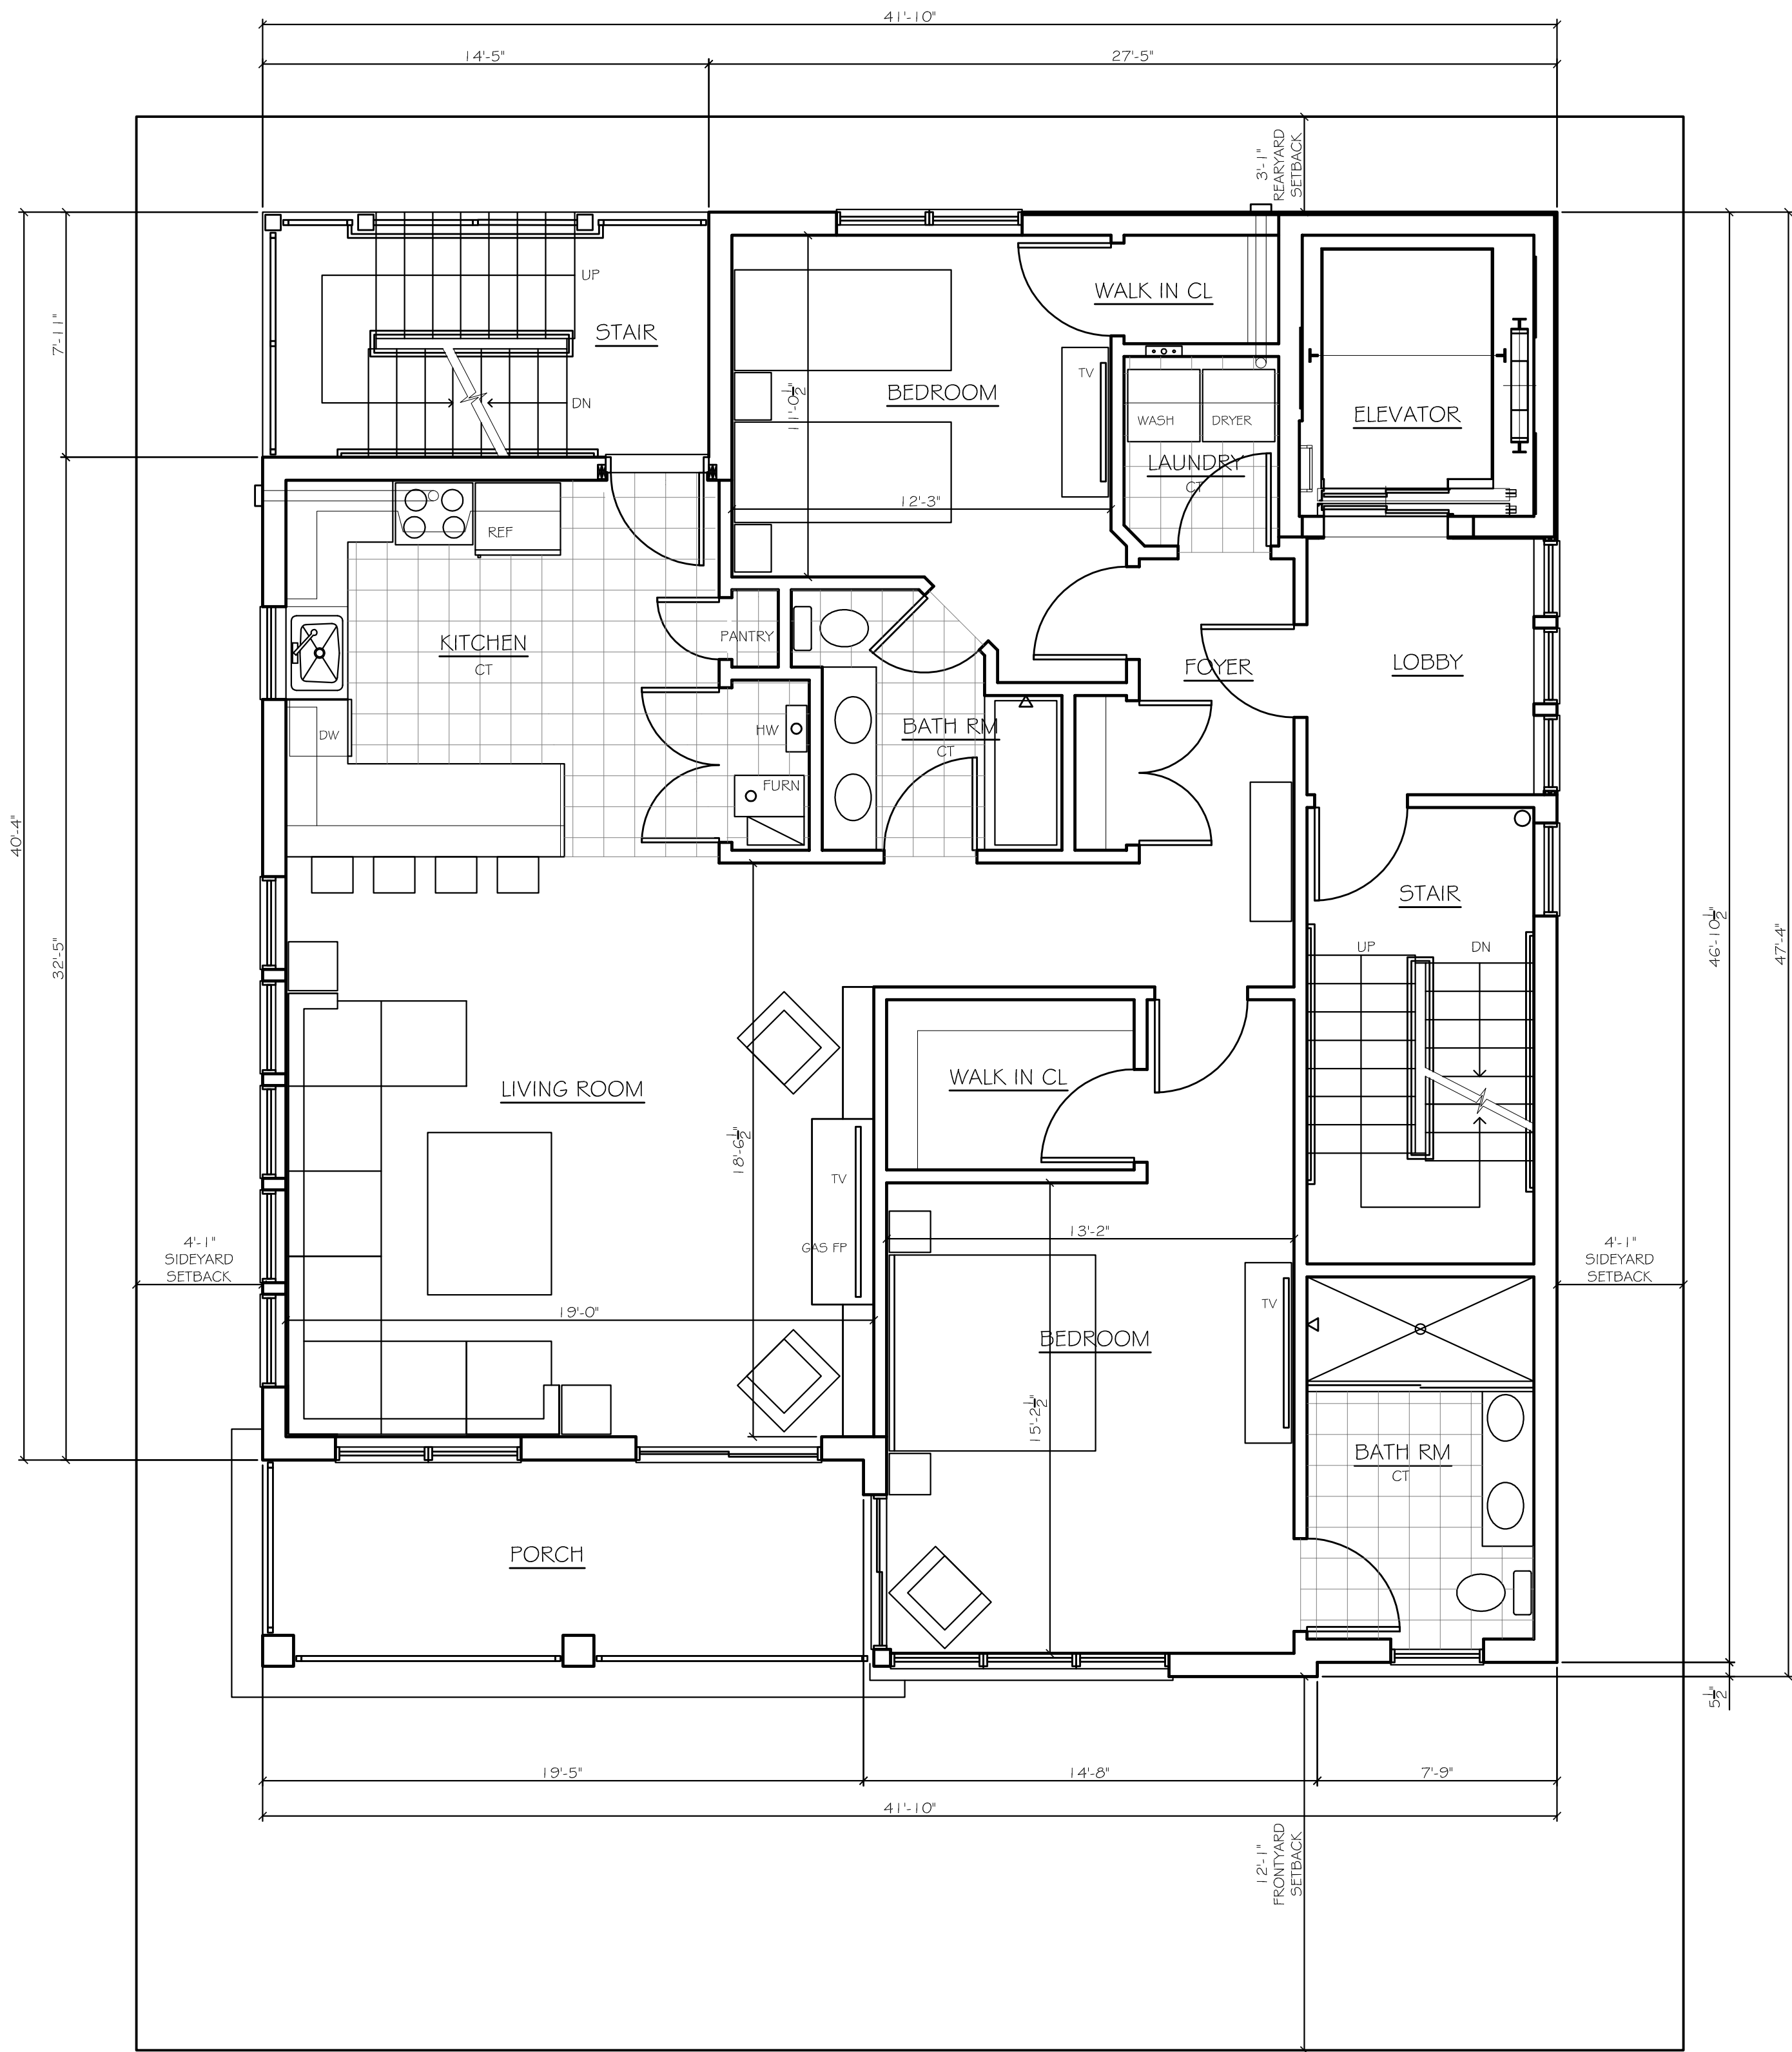 41'-10"
14'-5"
27'-5"
3'-1"
REARYARD
SETBACK
7'-11"
UP
STAIR
DN
WALK IN CL
TV
BEDROOM
11'-0½"
12'-3"
WASH
DRYER
LAUNDRY
CT
ELEVATOR
REF
KITCHEN
CT
PANTRY
FOYER
LOBBY
BATH RM
CT
HW
FURN
DW
40'-4"
32'-5"
STAIR
UP
DN
46'-10½"
47'-4"
LIVING ROOM
WALK IN CL
18'-6½"
TV
GAS FP
13'-2"
4'-1"
SIDEYARD
SETBACK
4'-1"
SIDEYARD
SETBACK
19'-0"
BEDROOM
TV
15'-2½"
BATH RM
CT
PORCH
5½"
19'-5"
14'-8"
7'-9"
41'-10"
12'-1"
FRONTYARD
SETBACK